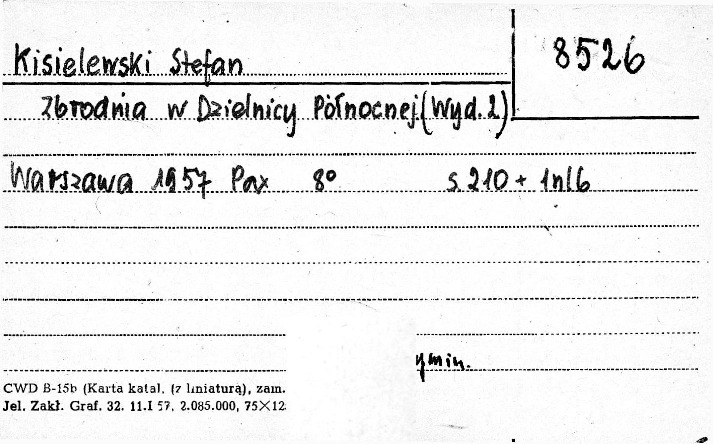 Kisielewski Stefan
8526
Zbrodnia w Dzielnicy Północnej. (Wyd. 2)
Warszawa 1957 Pax 8° s. 210 + 1nlb
ymin.
CWD B-15b (Karta katal. (z liniaturą), zam.
Jel. Zakł. Graf. 32. 11.I 57. 2.085.000, 75×12